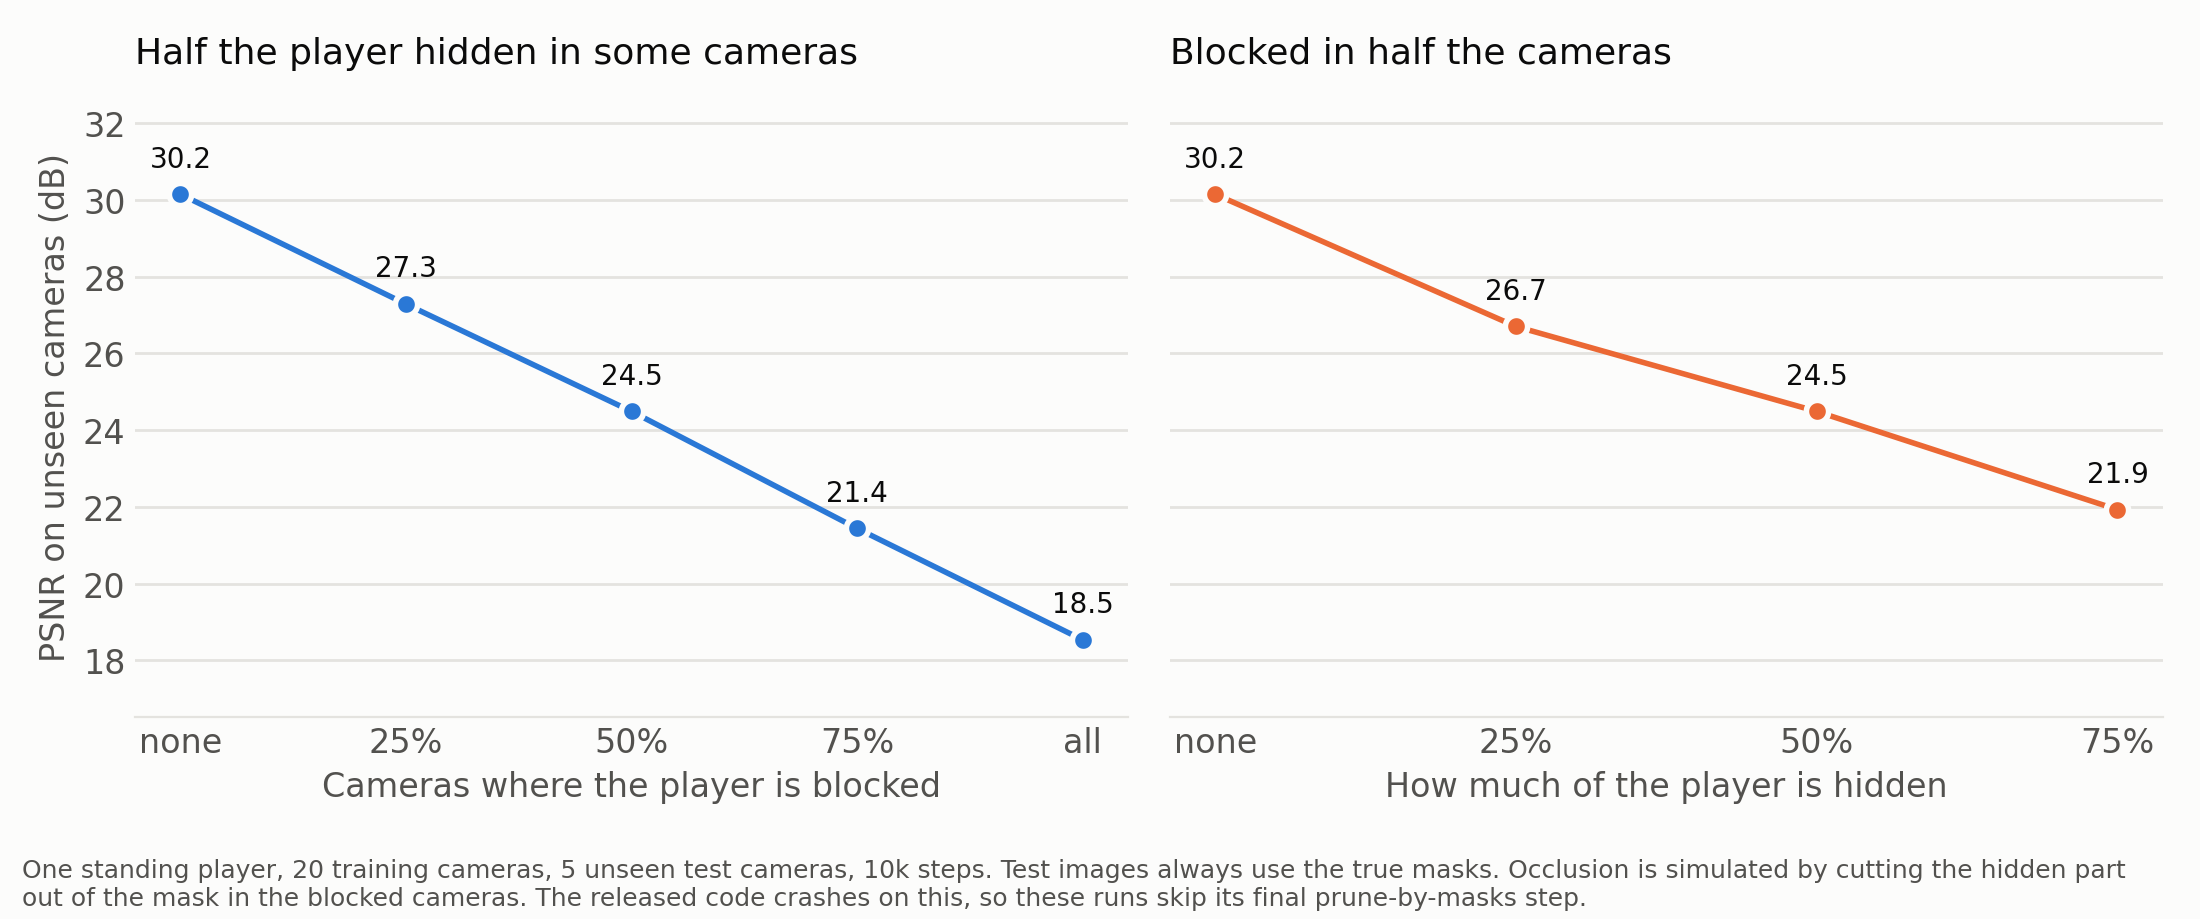 Half the player hidden in some cameras
Blocked in half the cameras
PSNR on unseen cameras (dB)
32
30
28
26
24
22
20
18
30.2
27.3
24.5
21.4
18.5
none
25%
50%
75%
all
Cameras where the player is blocked
30.2
26.7
24.5
21.9
none
25%
50%
75%
How much of the player is hidden
One standing player, 20 training cameras, 5 unseen test cameras, 10k steps. Test images always use the true masks. Occlusion is simulated by cutting the hidden part
out of the mask in the blocked cameras. The released code crashes on this, so these runs skip its final prune-by-masks step.